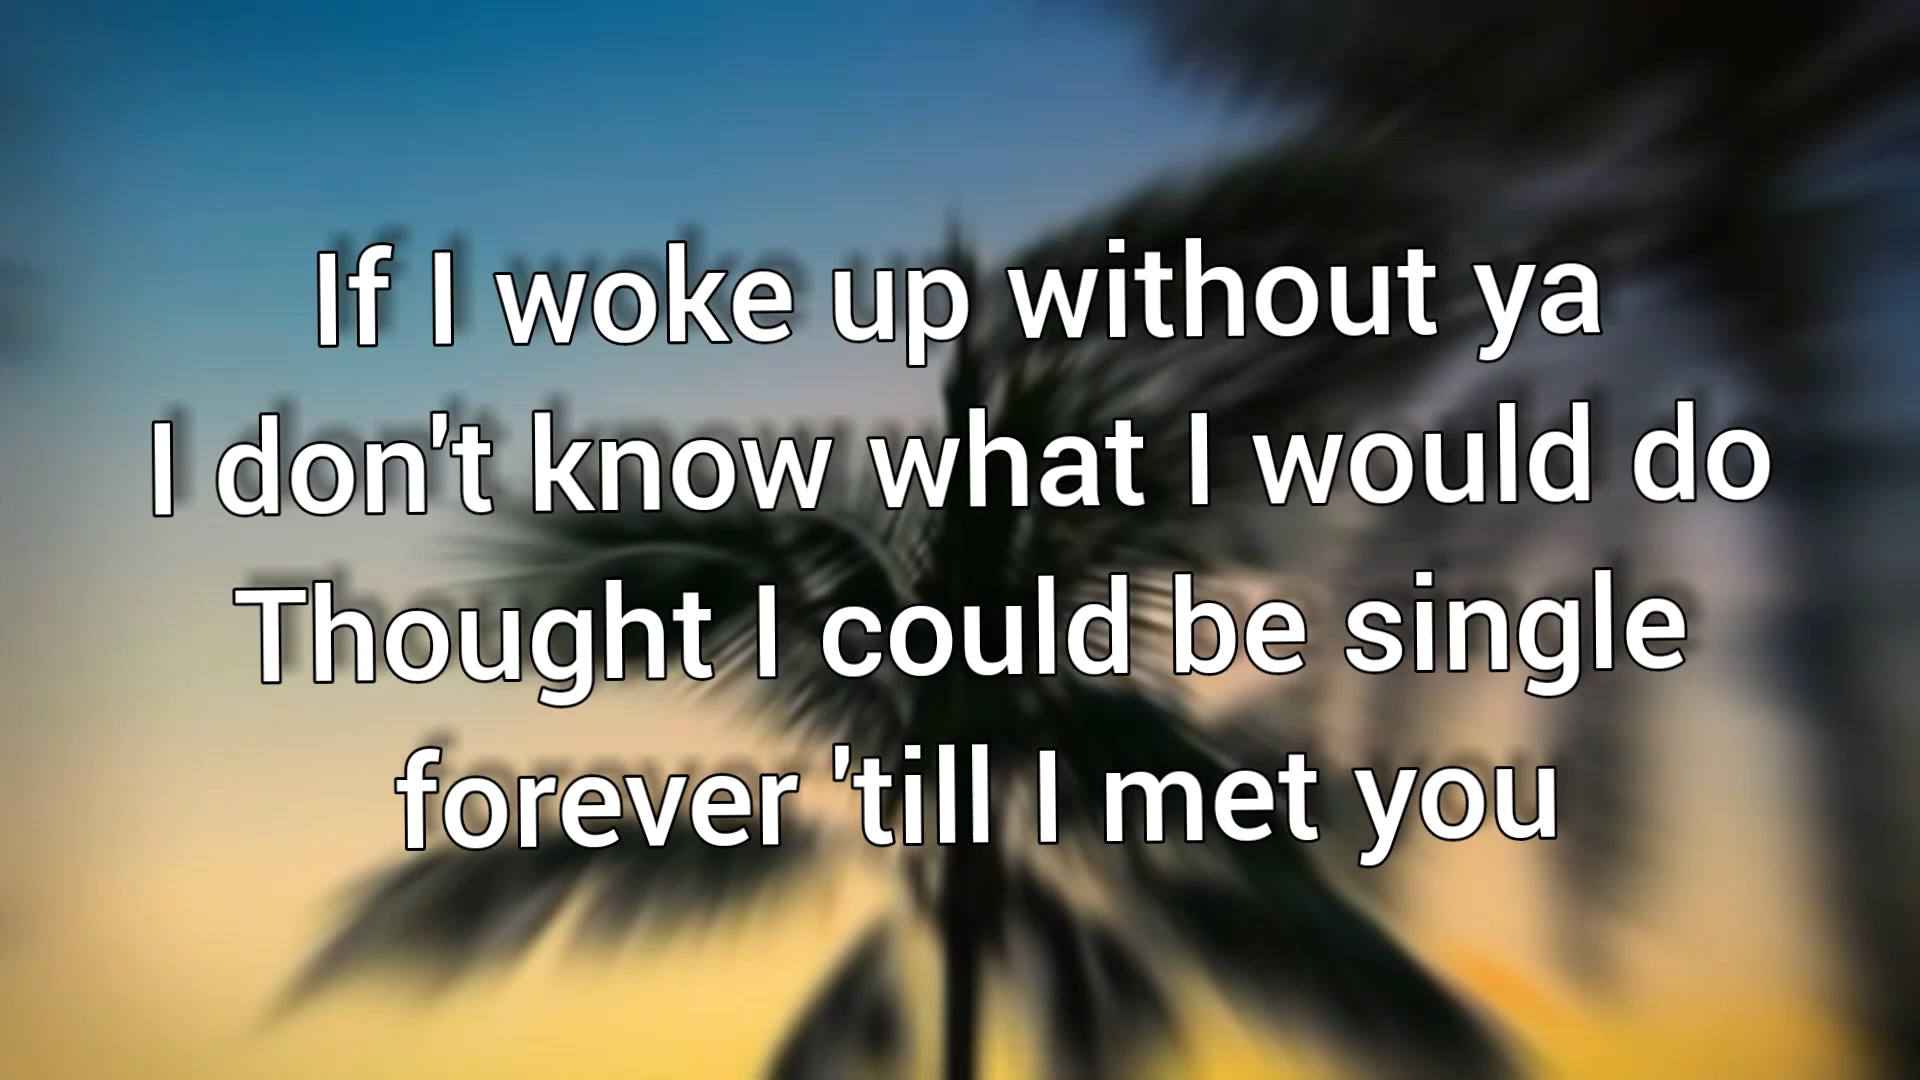 If I woke up without ya
I don't know what I would do
Thought I could be single
forever 'till I met you